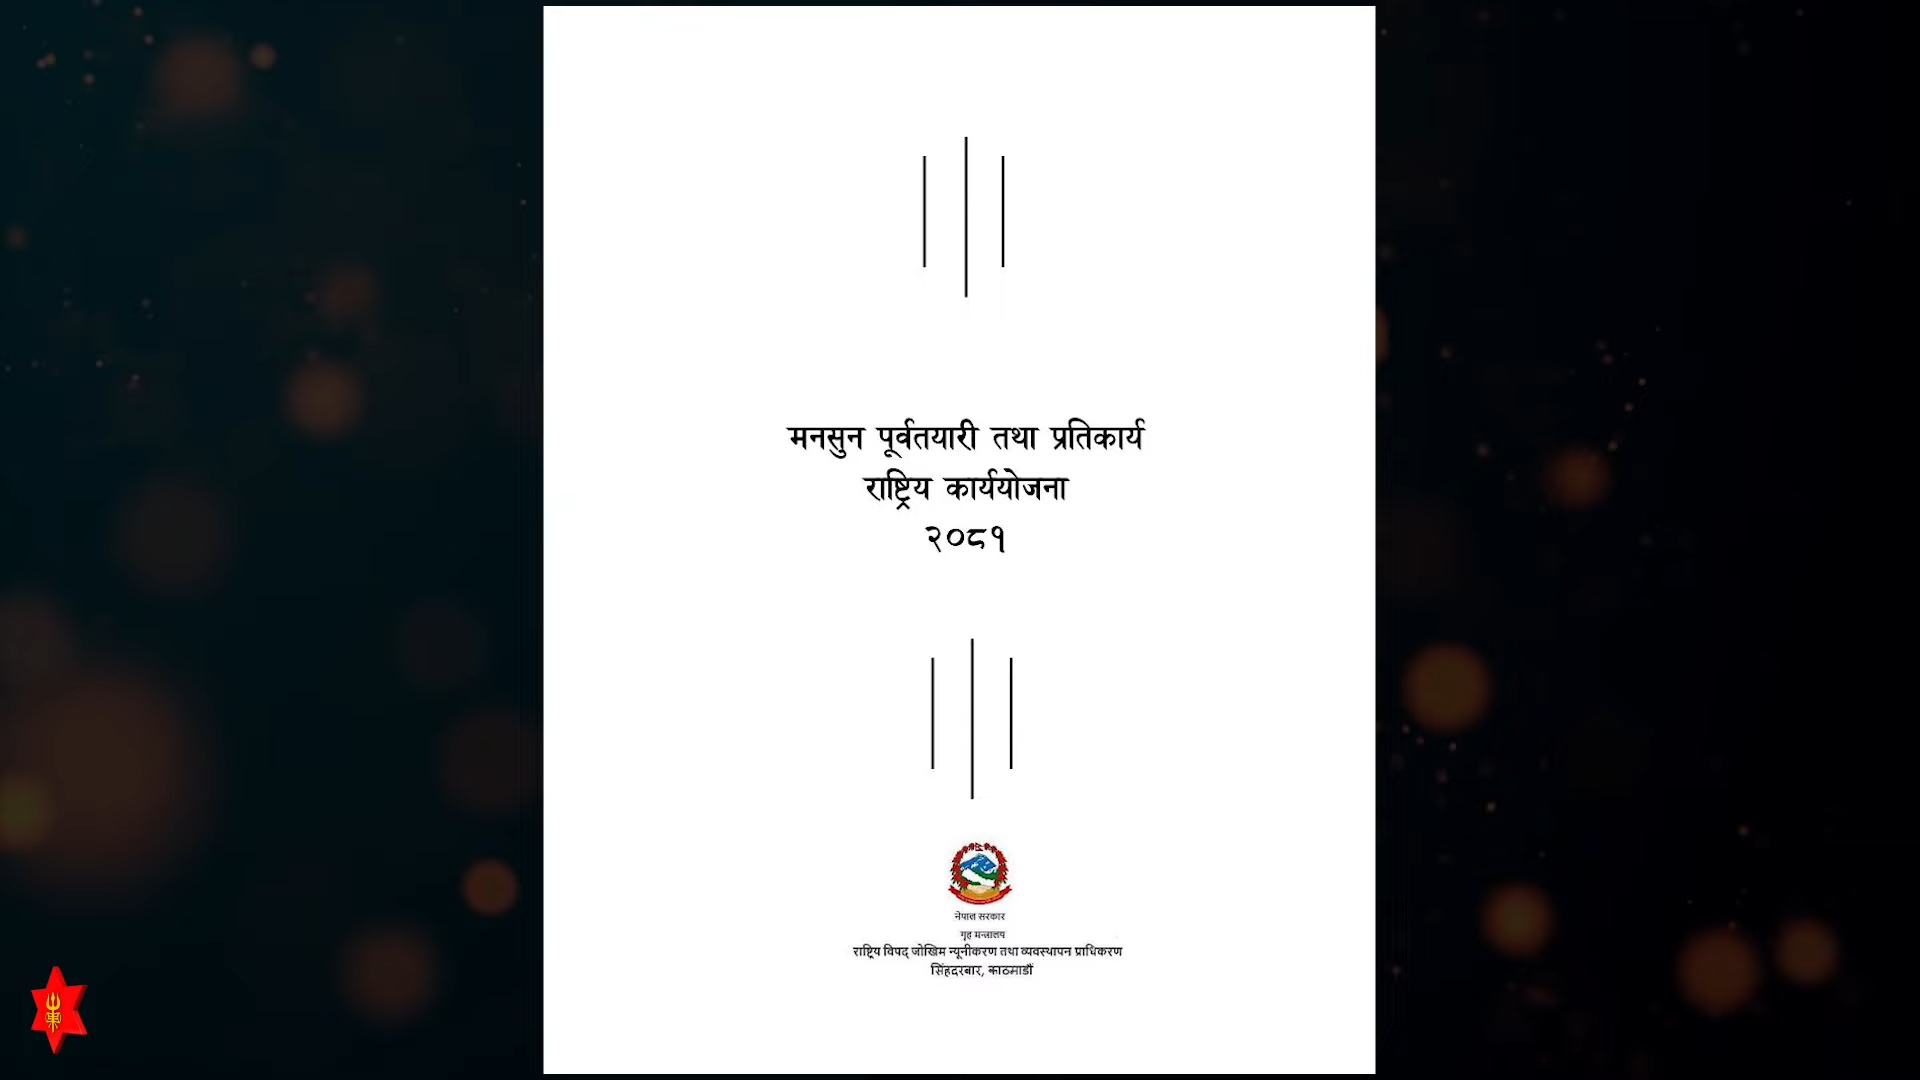 मनसुन पूर्वतयारी तथा प्रतिकार्य
राष्ट्रिय कार्ययोजना
२०८१
नेपाल सरकार
गृह मन्त्रालय
राष्ट्रिय विपद् जोखिम न्यूनीकरण तथा व्यवस्थापन प्राधिकरण
सिंहदरबार, काठमाडौं